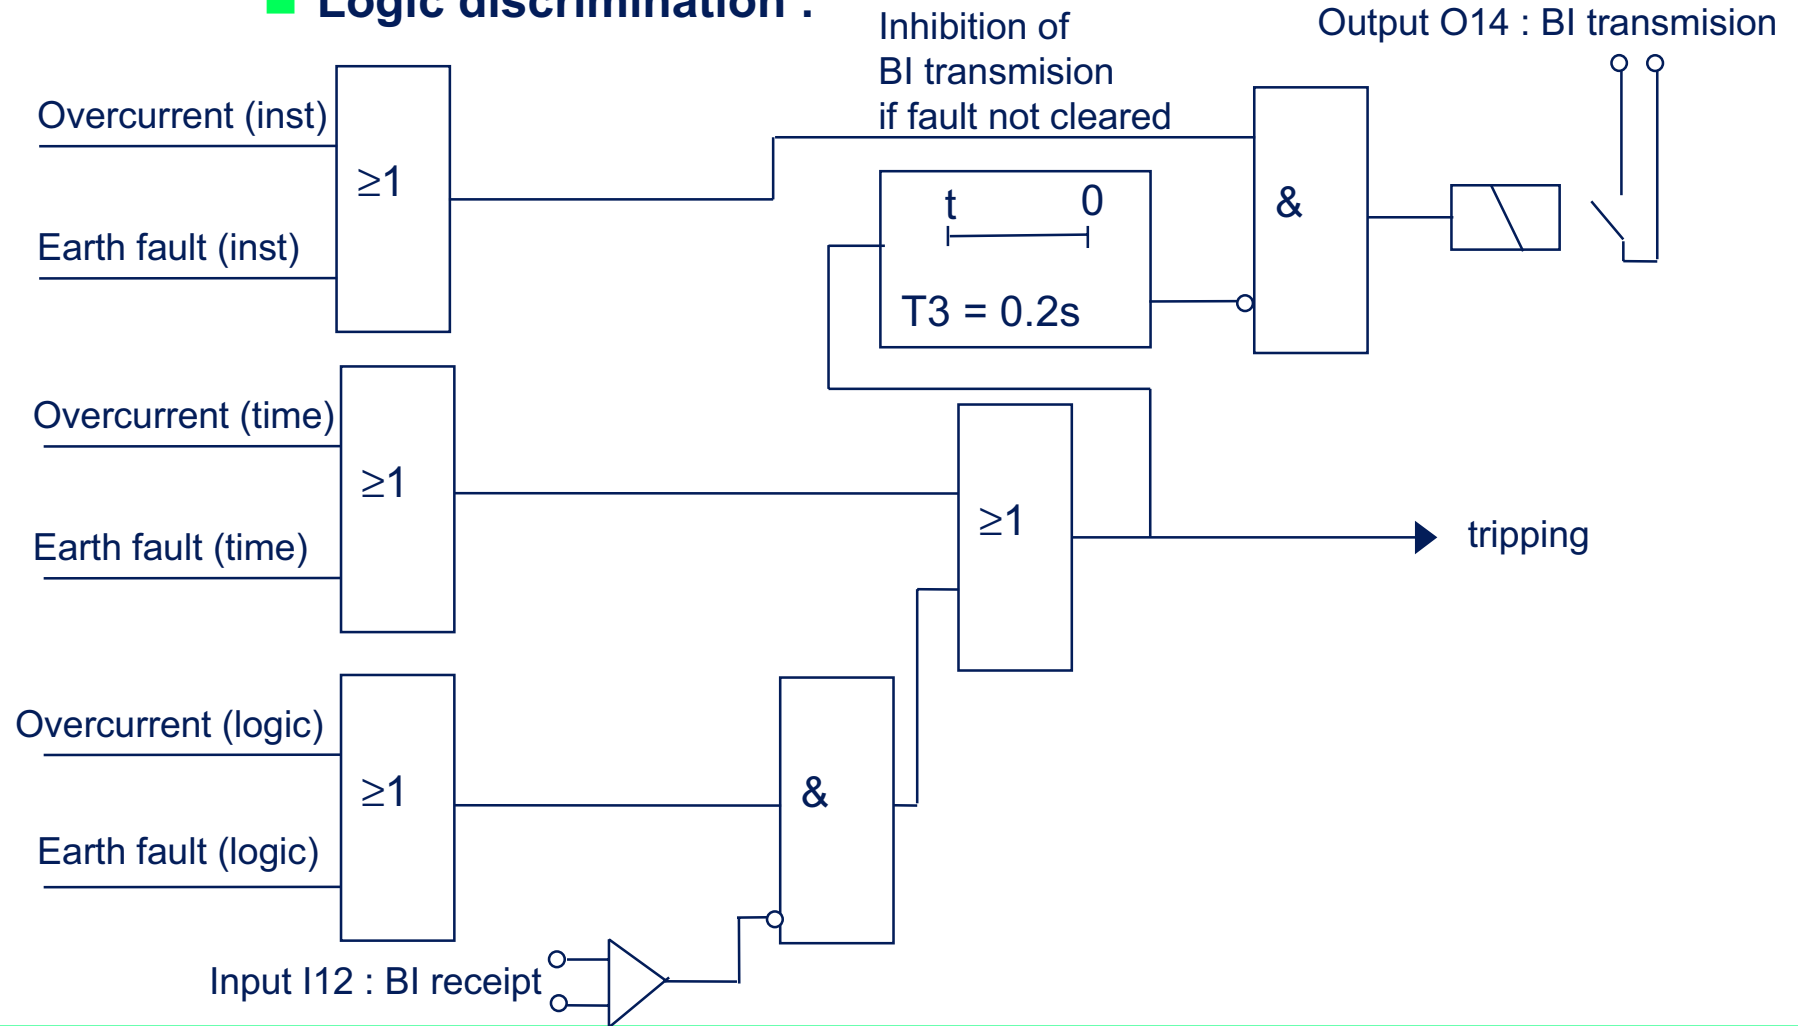 Logic discrimination :
Inhibition of
BI transmision
if fault not cleared
Output O14 : BI transmision
Overcurrent (inst)
≥1
Earth fault (inst)
t 0
T3 = 0.2s
&
Overcurrent (time)
≥1
Earth fault (time)
≥1
tripping
Overcurrent (logic)
≥1
&
Earth fault (logic)
Input I12 : BI receipt